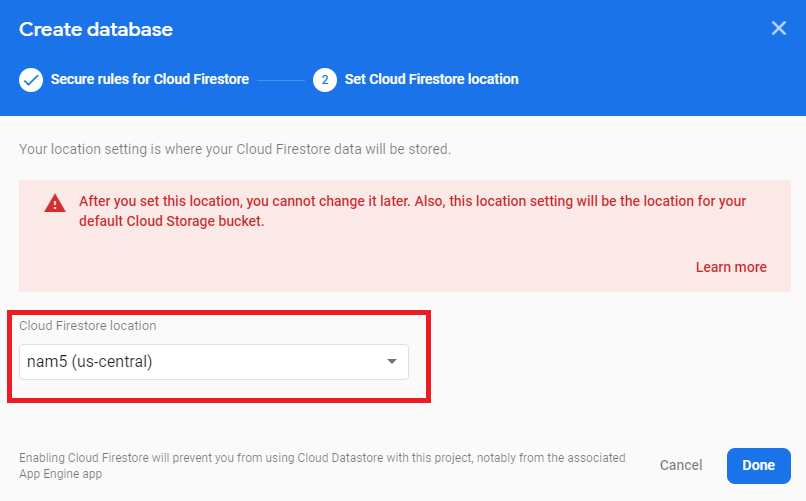 Create database
Secure rules for Cloud Firestore
2
Set Cloud Firestore location
Your location setting is where your Cloud Firestore data will be stored.
After you set this location, you cannot change it later. Also, this location setting will be the location for your
default Cloud Storage bucket.
Learn more
Cloud Firestore location
nam5 (us-central)
Enabling Cloud Firestore will prevent you from using Cloud Datastore with this project, notably from the associated
App Engine app
Cancel
Done